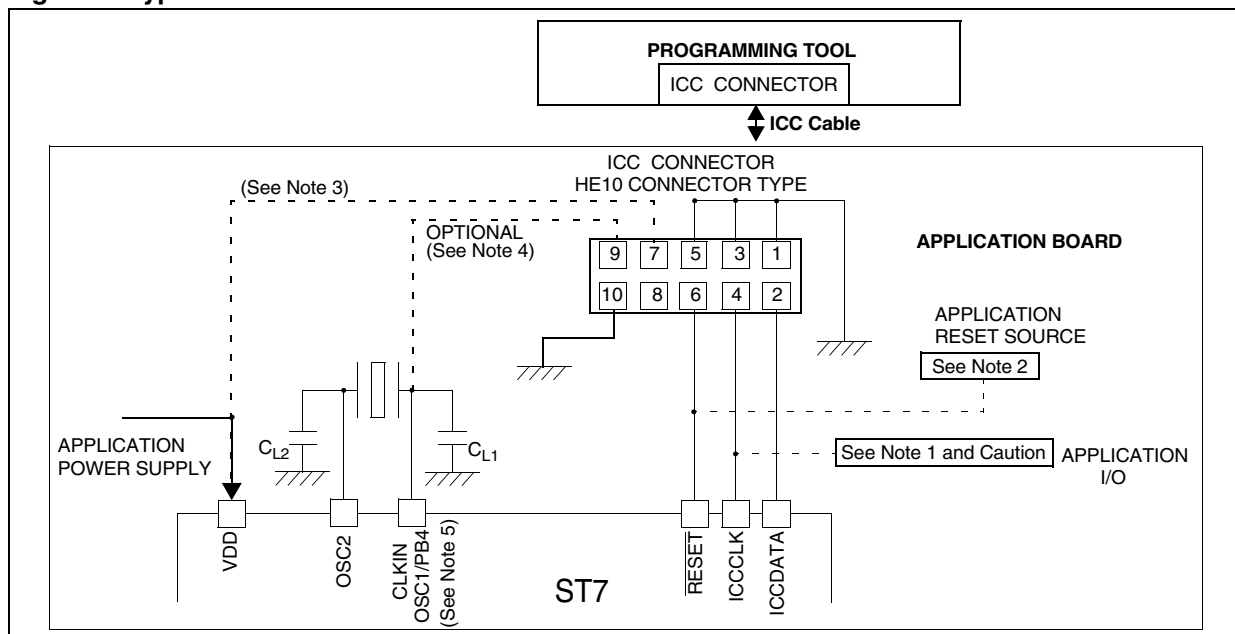 PROGRAMMING TOOL
ICC CONNECTOR
ICC Cable
ICC CONNECTOR
HE10 CONNECTOR TYPE
(See Note 3)
OPTIONAL
(See Note 4)
9 7 5 3 1
10 8 6 4 2
APPLICATION BOARD
APPLICATION
RESET SOURCE
See Note 2
APPLICATION
POWER SUPPLY
CL2
CL1
See Note 1 and Caution
APPLICATION
I/O
VDD
OSC2
CLKIN
OSC1/PB4
(See Note 5)
RESET
ICCCLK
ICCDATA
ST7